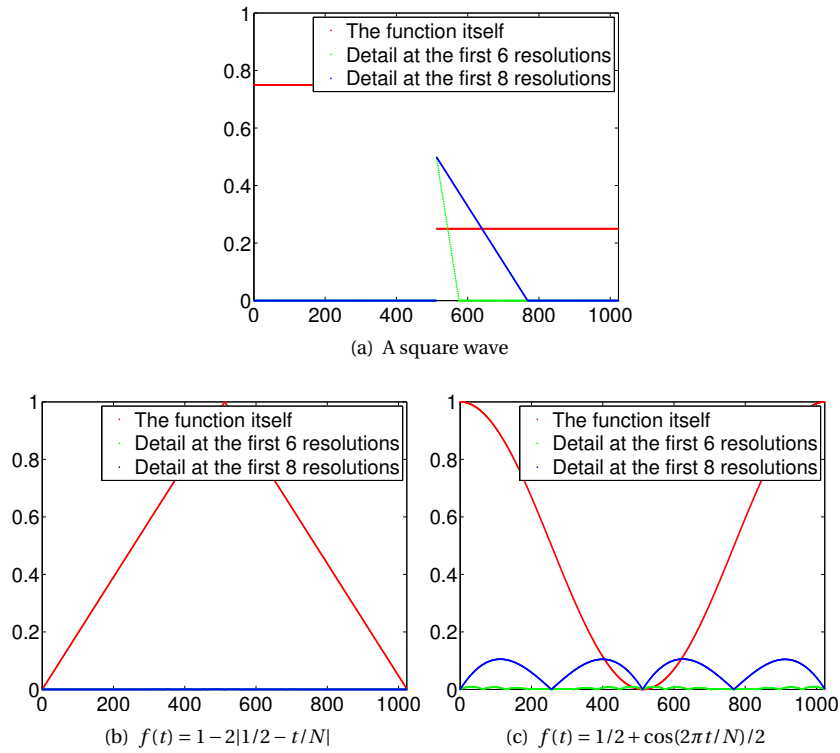 1
0.8
0.6
0.4
0.2
0
0 200 400 600 800 1000
The function itself
Detail at the first 6 resolutions
Detail at the first 8 resolutions
(a) A square wave
1
0.8
0.6
0.4
0.2
0
0 200 400 600 800 1000
The function itself
Detail at the first 6 resolutions
Detail at the first 8 resolutions
(b) f(t) = 1 − 2|1/2 − t/N|
1
0.8
0.6
0.4
0.2
0
0 200 400 600 800 1000
The function itself
Detail at the first 6 resolutions
Detail at the first 8 resolutions
(c) f(t) = 1/2 + cos(2πt/N)/2